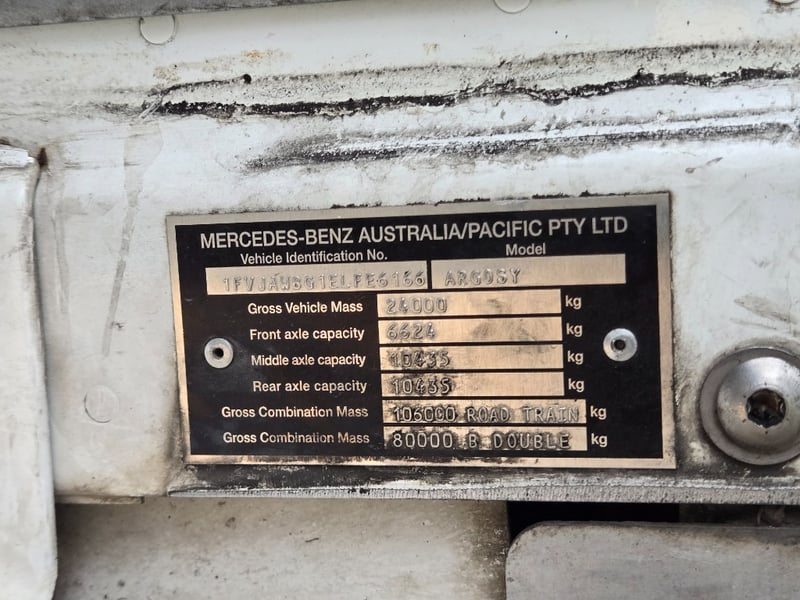 MERCEDES-BENZ AUSTRALIA/PACIFIC PTY LTD
Vehicle Identification No. Model
1FVJAWBG1ELFE6166 ARGOSY
Gross Vehicle Mass 24000 kg
Front axle capacity 6624 kg
Middle axle capacity 10435 kg
Rear axle capacity 10435 kg
Gross Combination Mass 106000 ROAD TRAIN kg
Gross Combination Mass 80000 B DOUBLE kg